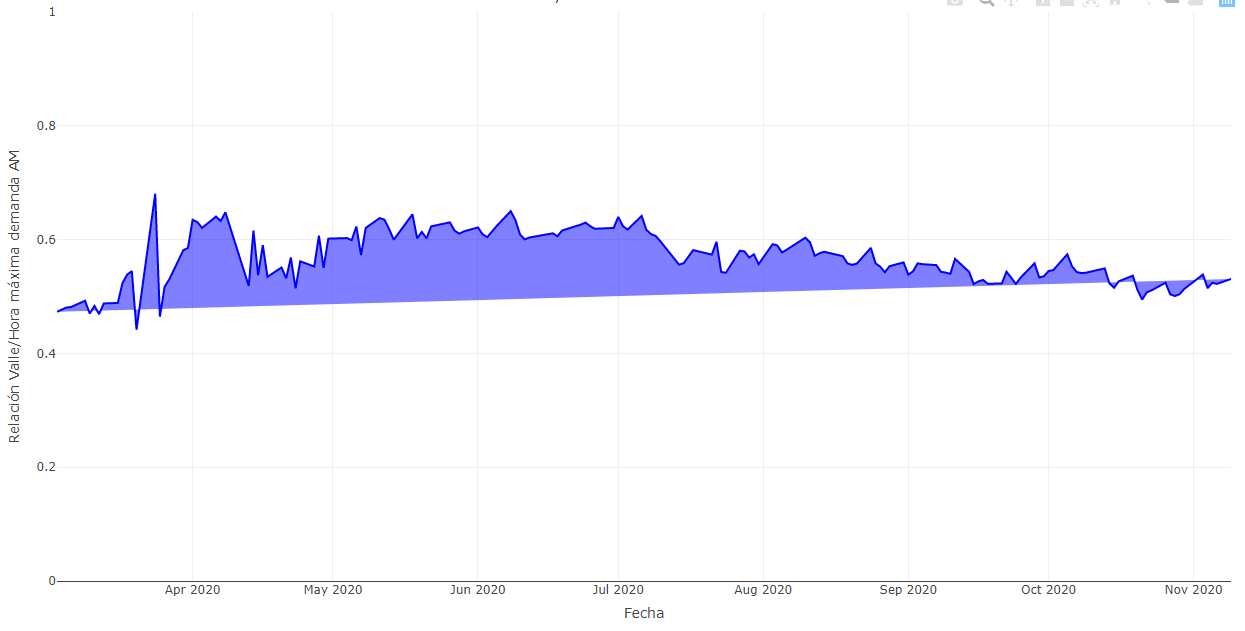 1
0.8
0.6
0.4
0.2
0
Relación Valle/Hora máxima demanda AM
Apr 2020
May 2020
Jun 2020
Jul 2020
Aug 2020
Sep 2020
Oct 2020
Nov 2020
Fecha